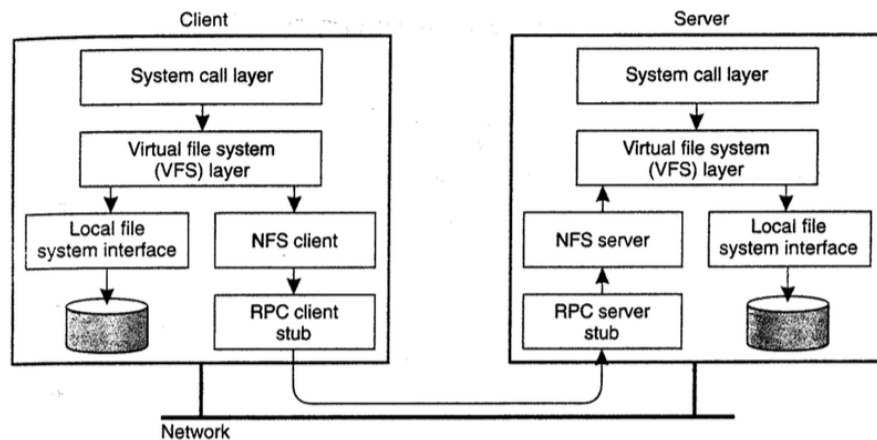 Client
System call layer
Virtual file system
(VFS) layer
Local file
system interface
NFS client
RPC client
stub
Server
System call layer
Virtual file system
(VFS) layer
NFS server
Local file
system interface
RPC server
stub
Network